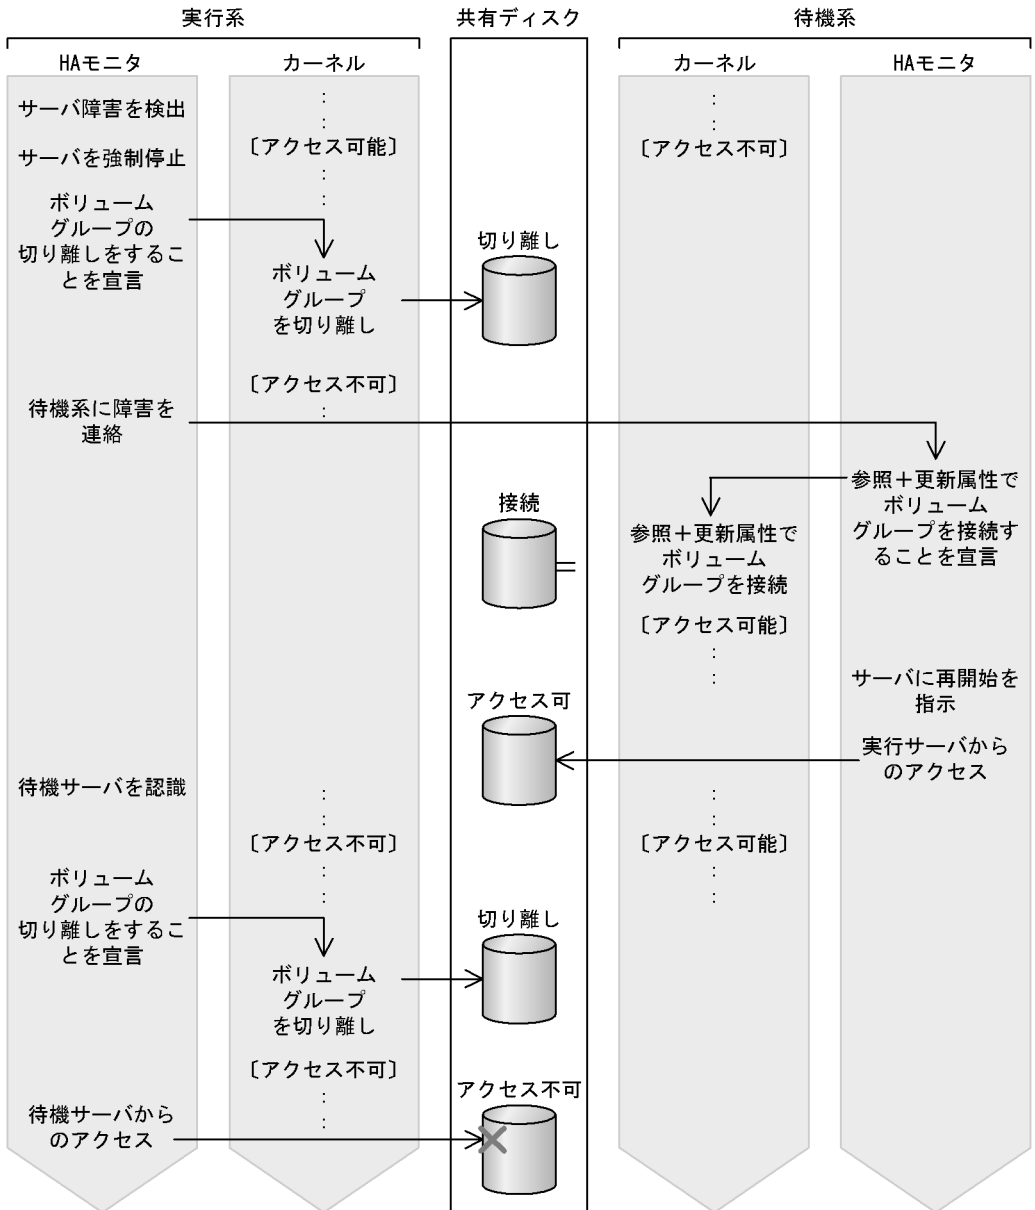 実行系
共有ディスク
待機系
HAモニタ
カーネル
カーネル
HAモニタ
サーバ障害を検出
:
:
〔アクセス可能〕
:
:
〔アクセス不可〕
サーバを強制停止
:
:
ボリューム
グループの
切り離しをするこ
とを宣言
切り離し
ボリューム
グループ
を切り離し
〔アクセス不可〕
:
待機系に障害を
連絡
参照+更新属性で
ボリューム
グループを接続す
ることを宣言
接続
参照+更新属性で
ボリューム
グループを接続
〔アクセス可能〕
:
:
サーバに再開始を
指示
アクセス可
実行サーバから
のアクセス
待機サーバを認識
:
:
〔アクセス不可〕
:
:
:
:
〔アクセス可能〕
:
:
ボリューム
グループの
切り離しをするこ
とを宣言
切り離し
ボリューム
グループ
を切り離し
〔アクセス不可〕
:
:
アクセス不可
待機サーバから
のアクセス